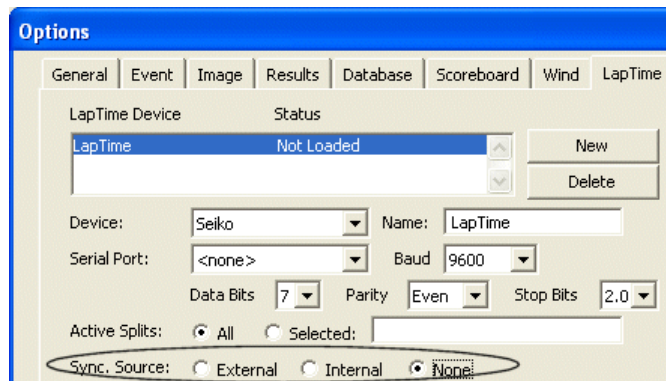 Options
General Event Image Results Database Scoreboard Wind LapTime
LapTime Device Status
LapTime Not Loaded
New
Delete
Device: Seiko Name: LapTime
Serial Port: <none> Baud 9600
Data Bits 7 Parity Even Stop Bits 2.0
Active Splits: All Selected:
Sync. Source: External Internal None